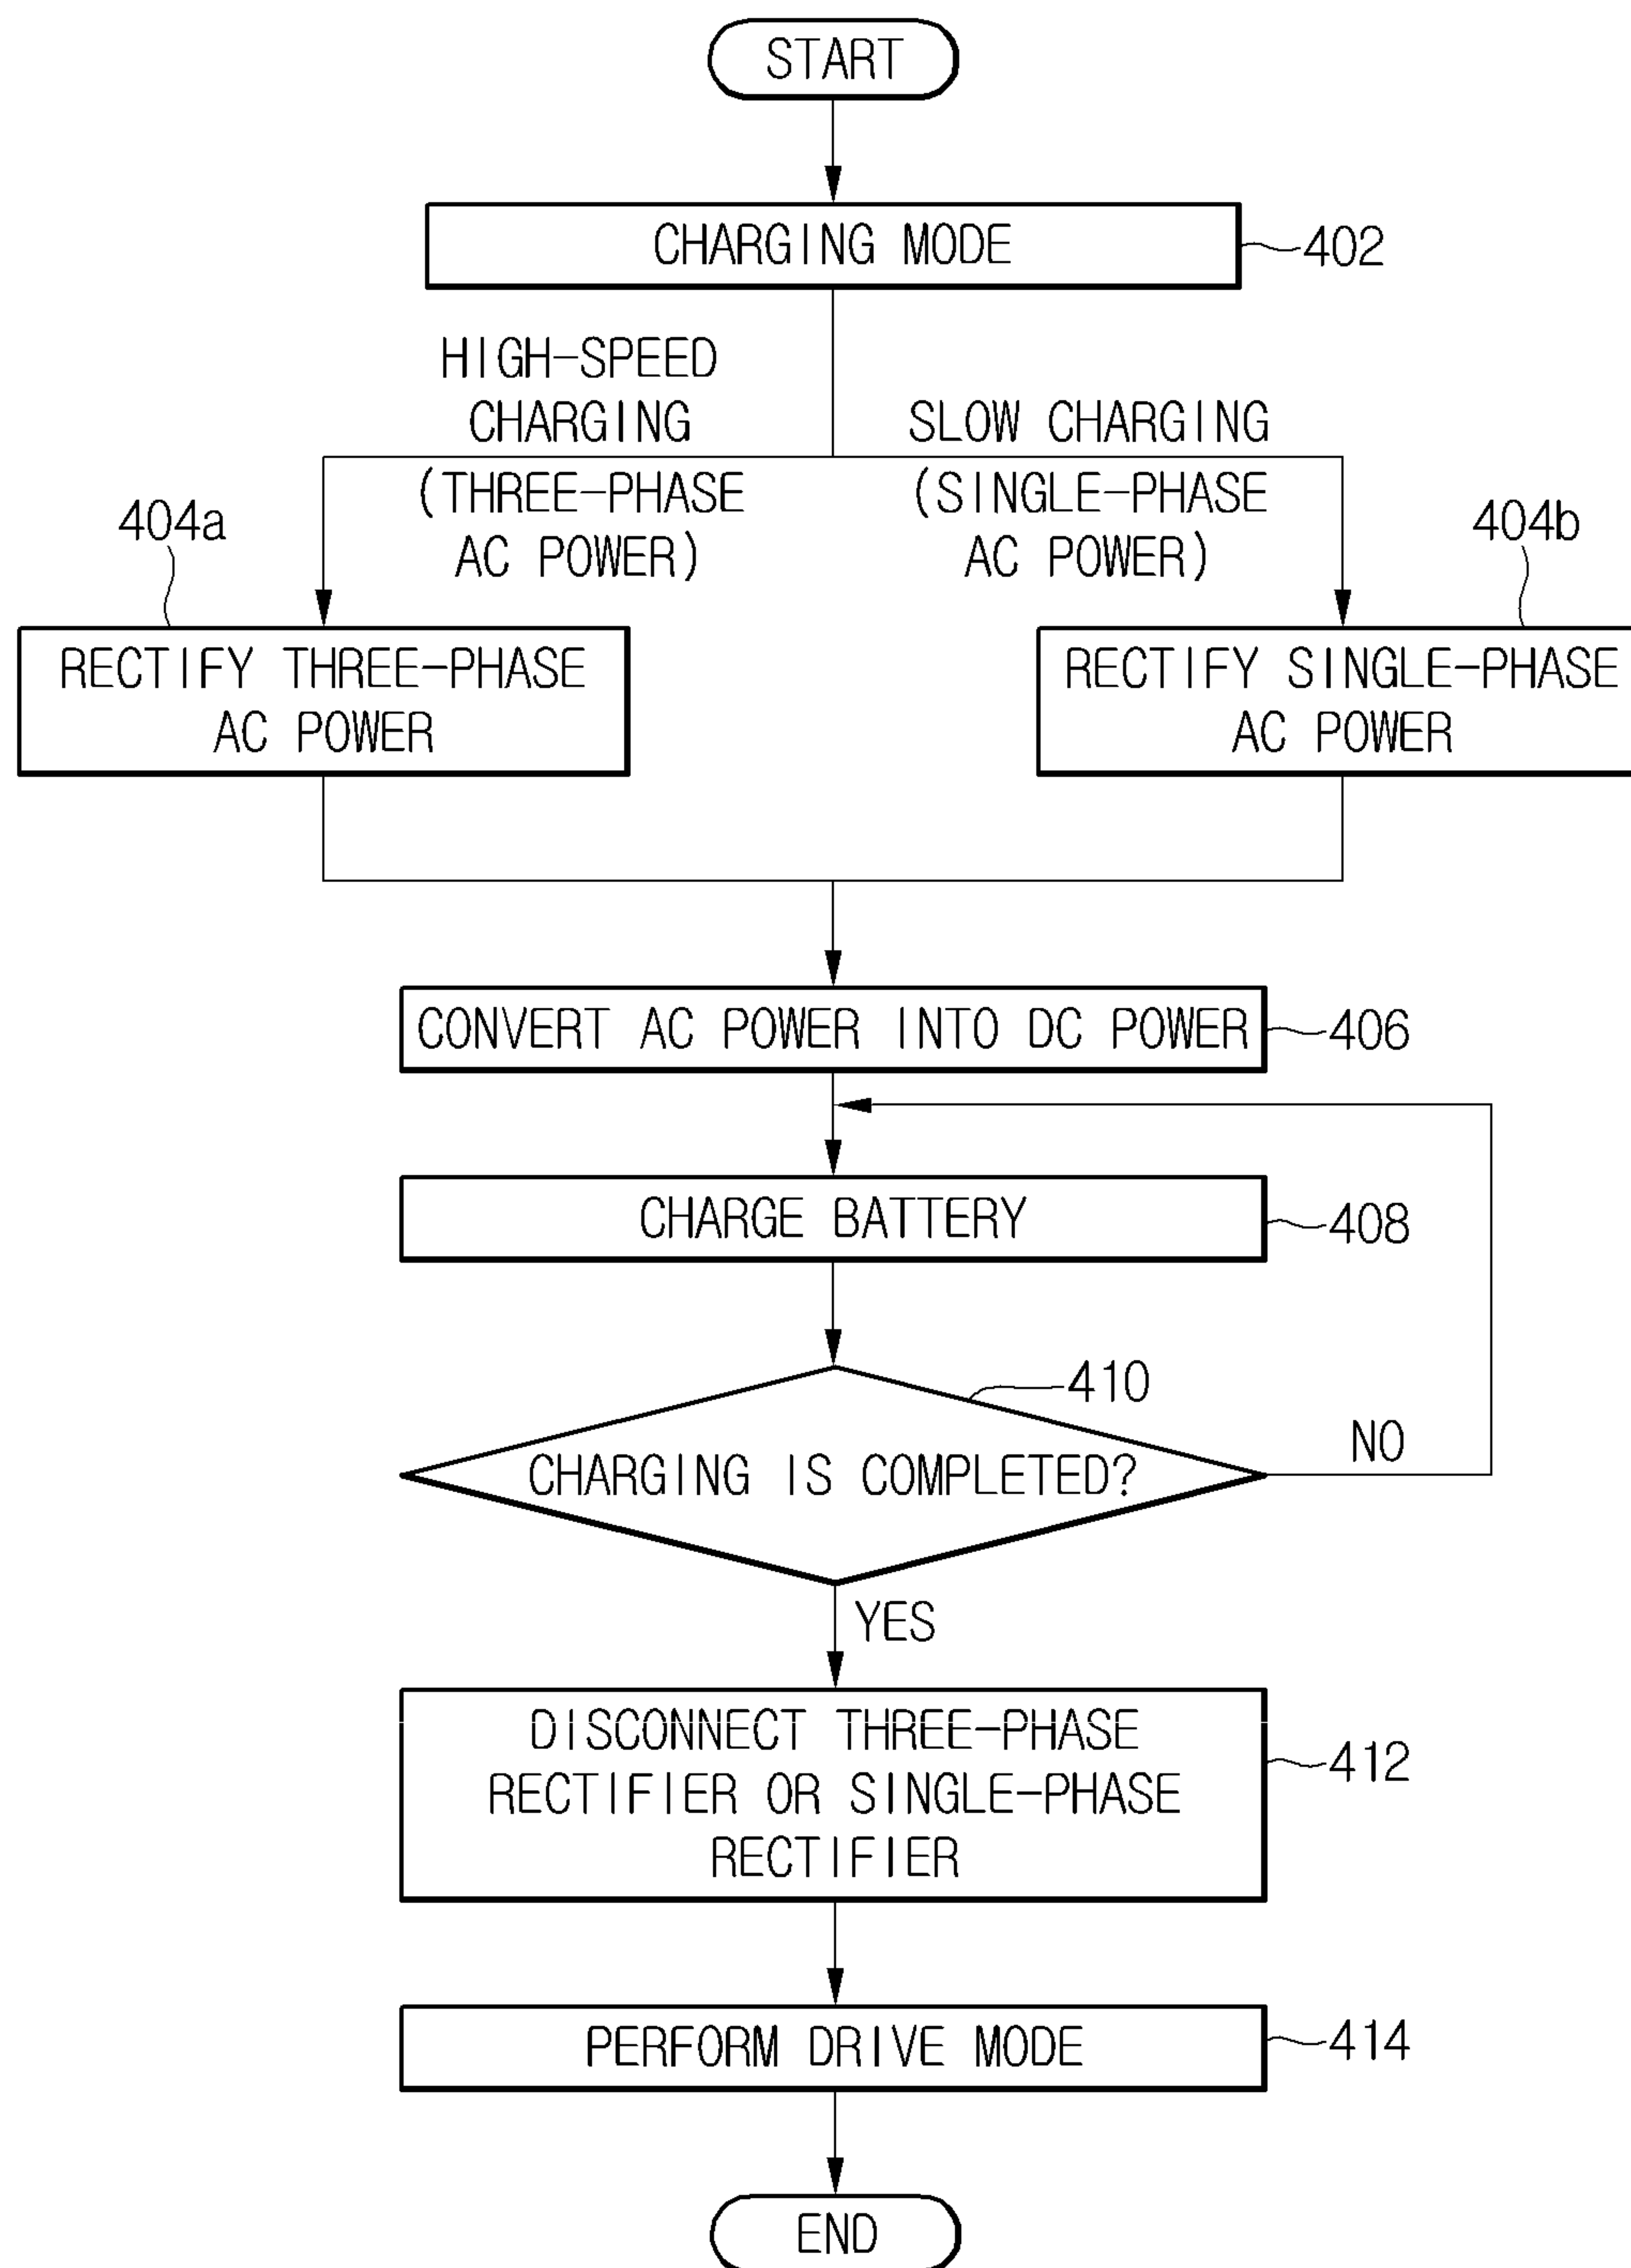 START
CHARGING MODE
402
HIGH-SPEED
CHARGING
(THREE-PHASE
AC POWER)
SLOW CHARGING
(SINGLE-PHASE
AC POWER)
404a
404b
RECTIFY THREE-PHASE
AC POWER
RECTIFY SINGLE-PHASE
AC POWER
CONVERT AC POWER INTO DC POWER
406
CHARGE BATTERY
408
410
CHARGING IS COMPLETED?
NO
YES
DISCONNECT THREE-PHASE
RECTIFIER OR SINGLE-PHASE
RECTIFIER
412
PERFORM DRIVE MODE
414
END